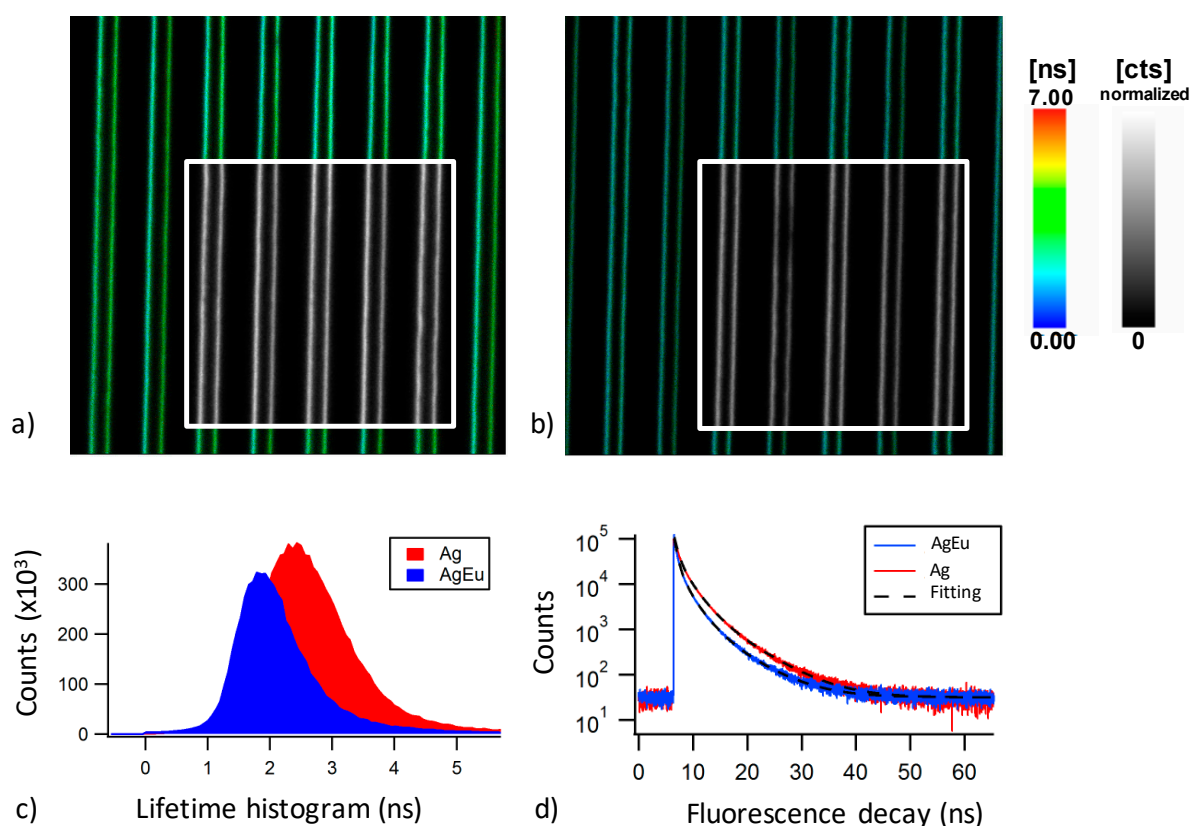 [ns] [cts]
7.00 normalized
0.00 0
a) b)
Counts (x10³)
300
200
100
0
0 1 2 3 4 5
Ag
AgEu
c) Lifetime histogram (ns)
Counts
10⁵
10⁴
10³
10²
10¹
0 10 20 30 40 50 60
AgEu
Ag
Fitting
d) Fluorescence decay (ns)